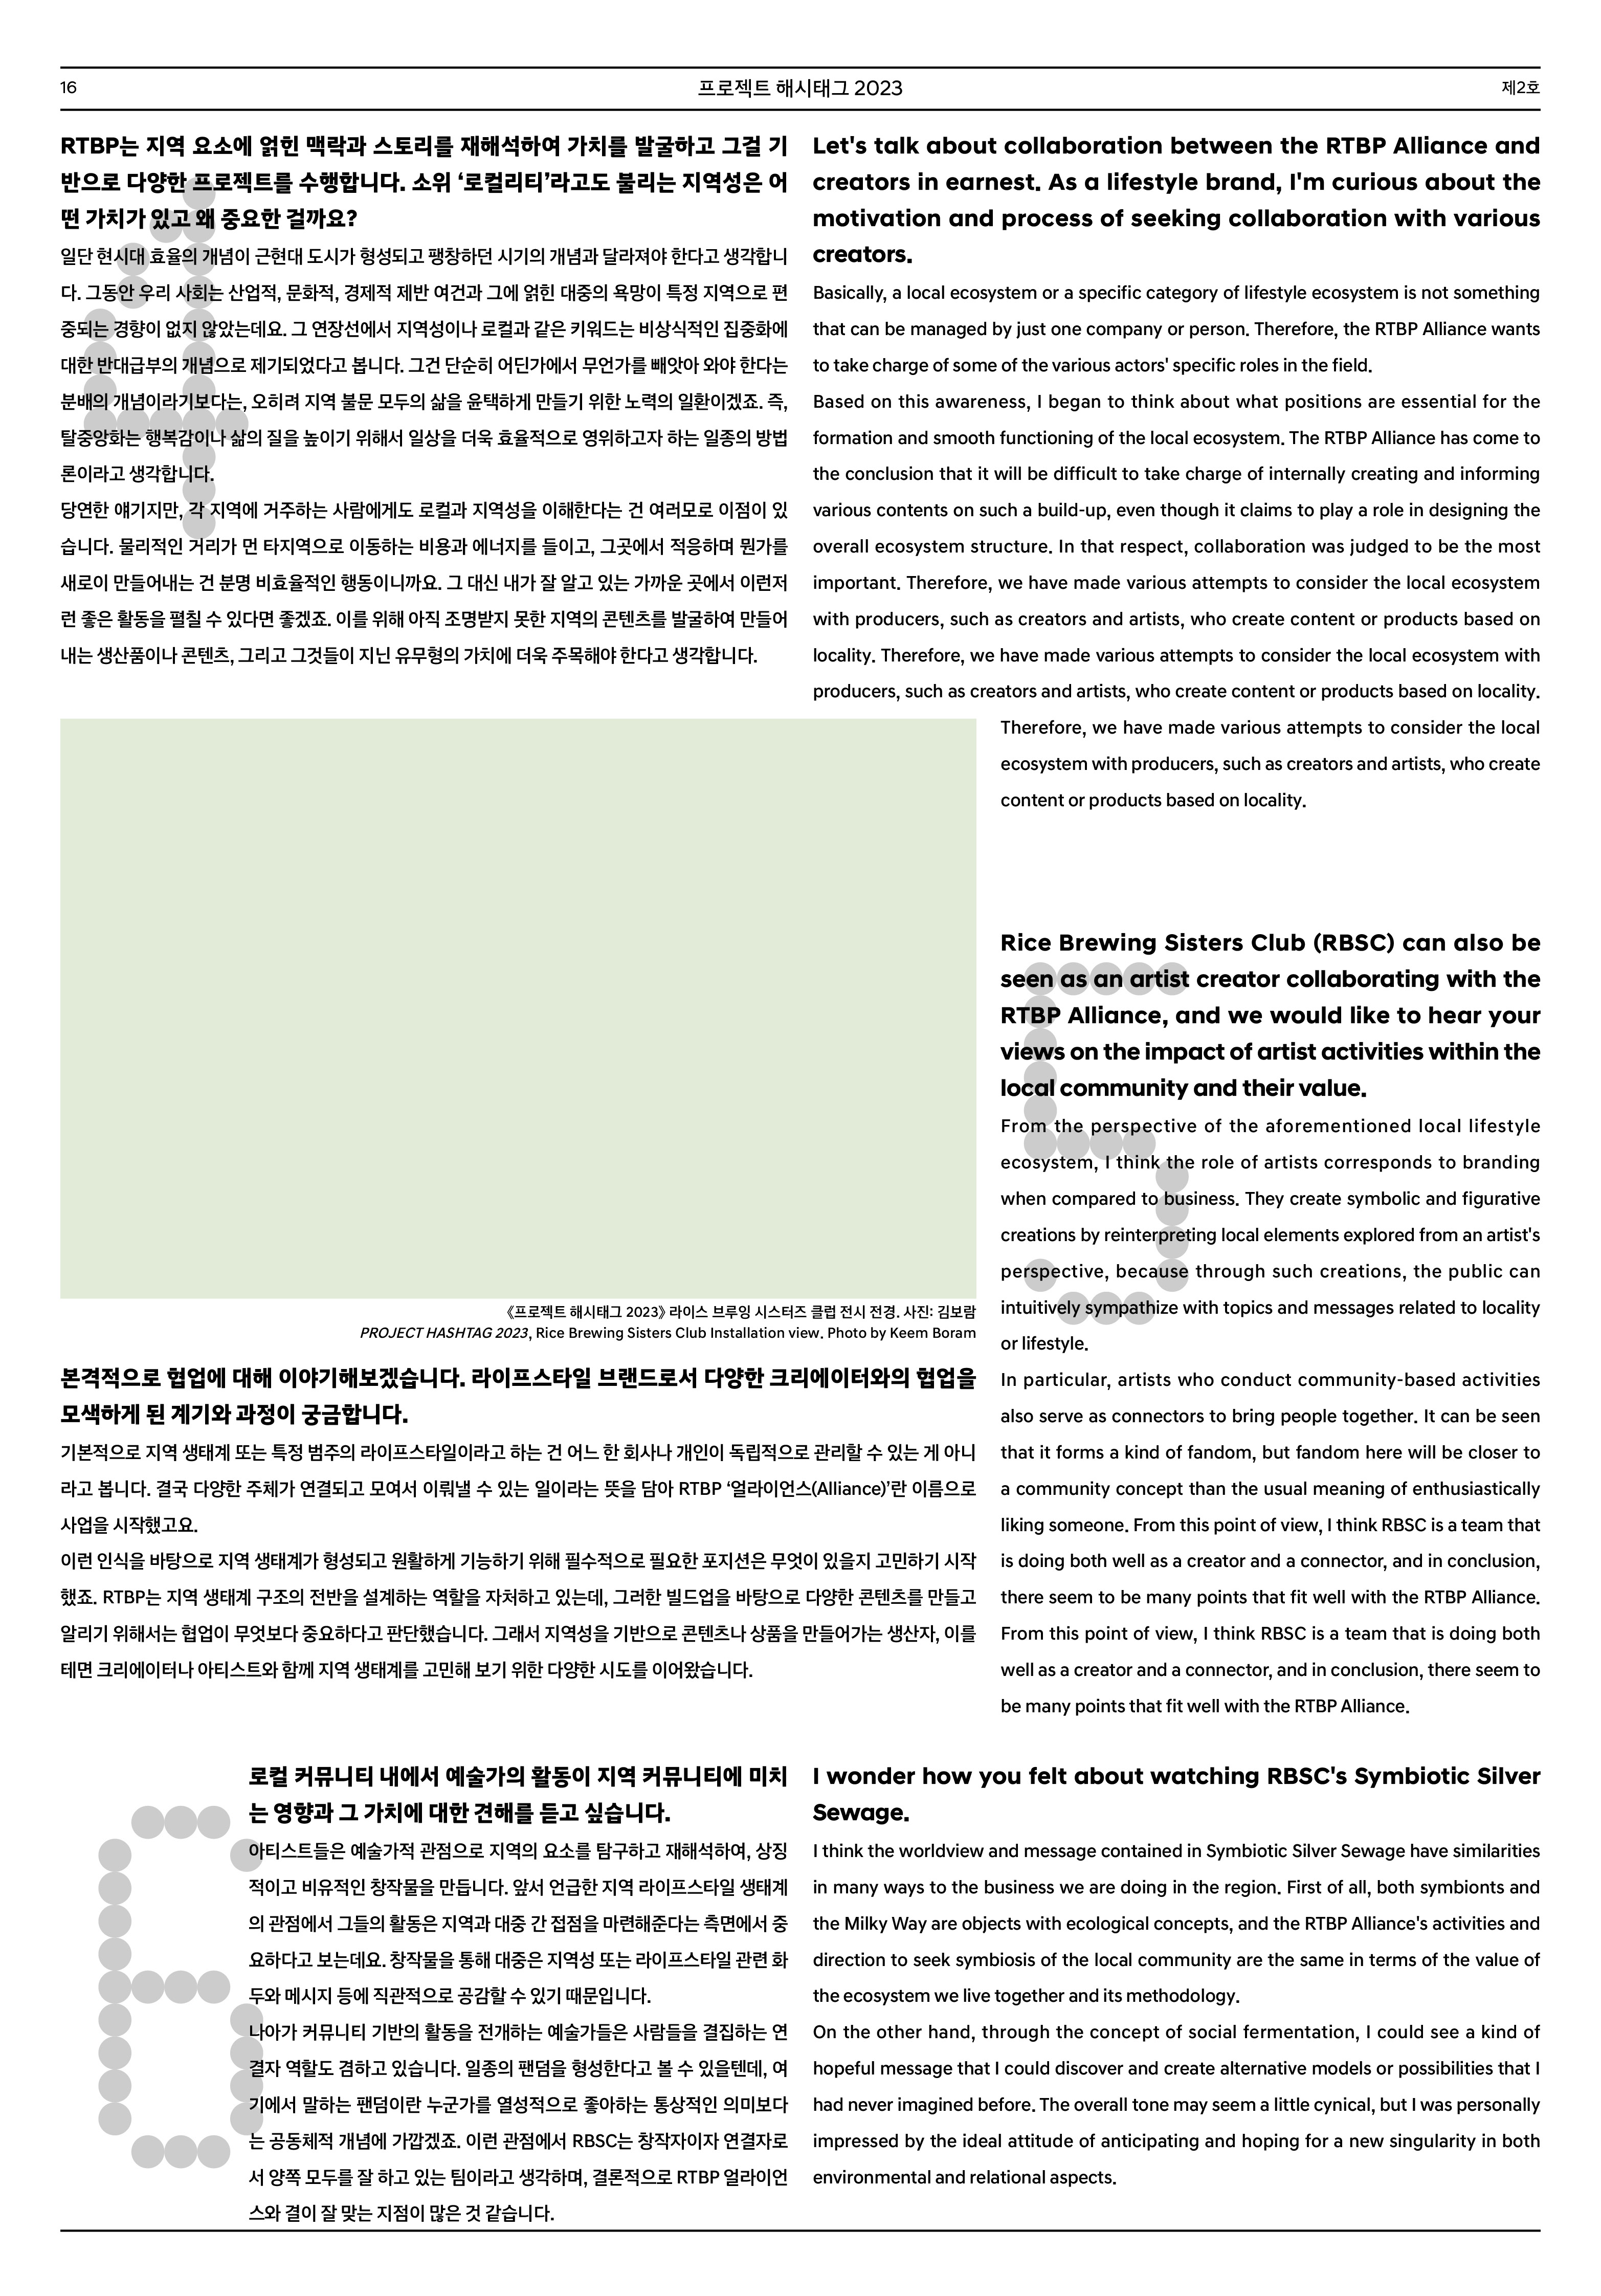 16
프로젝트 해시태그 2023
제2호
RTBP는 지역 요소에 얽힌 맥락과 스토리를 재해석하여 가치를 발굴하고 그걸 기
반으로 다양한 프로젝트를 수행합니다. 소위 ‘로컬리티’라고도 불리는 지역성은 어
떤 가치가 있고 왜 중요한 걸까요?
일단 현시대 효율의 개념이 근현대 도시가 형성되고 팽창하던 시기의 개념과 달라져야 한다고 생각합니
다. 그동안 우리 사회는 산업적, 문화적, 경제적 제반 여건과 그에 얽힌 대중의 욕망이 특정 지역으로 편
중되는 경향이 없지 않았는데요. 그 연장선에서 지역성이나 로컬과 같은 키워드는 비상식적인 집중화에
대한 반대급부의 개념으로 제기되었다고 봅니다. 그건 단순히 어딘가에서 무언가를 빼앗아 와야 한다는
분배의 개념이라기보다는, 오히려 지역 불문 모두의 삶을 윤택하게 만들기 위한 노력의 일환이겠죠. 즉,
탈중앙화는 행복감이나 삶의 질을 높이기 위해서 일상을 더욱 효율적으로 영위하고자 하는 일종의 방법
론이라고 생각합니다.
당연한 얘기지만, 각 지역에 거주하는 사람에게도 로컬과 지역성을 이해한다는 건 여러모로 이점이 있
습니다. 물리적인 거리가 먼 타지역으로 이동하는 비용과 에너지를 들이고, 그곳에서 적응하며 뭔가를
새로이 만들어내는 건 분명 비효율적인 행동이니까요. 그 대신 내가 잘 알고 있는 가까운 곳에서 이런저
런 좋은 활동을 펼칠 수 있다면 좋겠죠. 이를 위해 아직 조명받지 못한 지역의 콘텐츠를 발굴하여 만들어
내는 생산품이나 콘텐츠, 그리고 그것들이 지닌 유무형의 가치에 더욱 주목해야 한다고 생각합니다.
Let's talk about collaboration between the RTBP Alliance and
creators in earnest. As a lifestyle brand, I'm curious about the
motivation and process of seeking collaboration with various
creators.
Basically, a local ecosystem or a specific category of lifestyle ecosystem is not something
that can be managed by just one company or person. Therefore, the RTBP Alliance wants
to take charge of some of the various actors' specific roles in the field.
Based on this awareness, I began to think about what positions are essential for the
formation and smooth functioning of the local ecosystem. The RTBP Alliance has come to
the conclusion that it will be difficult to take charge of internally creating and informing
various contents on such a build-up, even though it claims to play a role in designing the
overall ecosystem structure. In that respect, collaboration was judged to be the most
important. Therefore, we have made various attempts to consider the local ecosystem
with producers, such as creators and artists, who create content or products based on
locality. Therefore, we have made various attempts to consider the local ecosystem with
producers, such as creators and artists, who create content or products based on locality.
Therefore, we have made various attempts to consider the local
ecosystem with producers, such as creators and artists, who create
content or products based on locality.
《프로젝트 해시태그 2023》 라이스 브루잉 시스터즈 클럽 전시 전경. 사진: 김보람
PROJECT HASHTAG 2023, Rice Brewing Sisters Club Installation view. Photo by Keem Boram
본격적으로 협업에 대해 이야기해보겠습니다. 라이프스타일 브랜드로서 다양한 크리에이터와의 협업을
모색하게 된 계기와 과정이 궁금합니다.
기본적으로 지역 생태계 또는 특정 범주의 라이프스타일이라고 하는 건 어느 한 회사나 개인이 독립적으로 관리할 수 있는 게 아니
라고 봅니다. 결국 다양한 주체가 연결되고 모여서 이뤄낼 수 있는 일이라는 뜻을 담아 RTBP ‘얼라이언스(Alliance)’란 이름으로
사업을 시작했고요.
이런 인식을 바탕으로 지역 생태계가 형성되고 원활하게 기능하기 위해 필수적으로 필요한 포지션은 무엇이 있을지 고민하기 시작
했죠. RTBP는 지역 생태계 구조의 전반을 설계하는 역할을 자처하고 있는데, 그러한 빌드업을 바탕으로 다양한 콘텐츠를 만들고
알리기 위해서는 협업이 무엇보다 중요하다고 판단했습니다. 그래서 지역성을 기반으로 콘텐츠나 상품을 만들어가는 생산자, 이를
테면 크리에이터나 아티스트와 함께 지역 생태계를 고민해 보기 위한 다양한 시도를 이어왔습니다.
Rice Brewing Sisters Club (RBSC) can also be
seen as an artist creator collaborating with the
RTBP Alliance, and we would like to hear your
views on the impact of artist activities within the
local community and their value.
From the perspective of the aforementioned local lifestyle
ecosystem, I think the role of artists corresponds to branding
when compared to business. They create symbolic and figurative
creations by reinterpreting local elements explored from an artist's
perspective, because through such creations, the public can
intuitively sympathize with topics and messages related to locality
or lifestyle.
In particular, artists who conduct community-based activities
also serve as connectors to bring people together. It can be seen
that it forms a kind of fandom, but fandom here will be closer to
a community concept than the usual meaning of enthusiastically
liking someone. From this point of view, I think RBSC is a team that
is doing both well as a creator and a connector, and in conclusion,
there seem to be many points that fit well with the RTBP Alliance.
From this point of view, I think RBSC is a team that is doing both
well as a creator and a connector, and in conclusion, there seem to
be many points that fit well with the RTBP Alliance.
로컬 커뮤니티 내에서 예술가의 활동이 지역 커뮤니티에 미치
는 영향과 그 가치에 대한 견해를 듣고 싶습니다.
아티스트들은 예술가적 관점으로 지역의 요소를 탐구하고 재해석하여, 상징
적이고 비유적인 창작물을 만듭니다. 앞서 언급한 지역 라이프스타일 생태계
의 관점에서 그들의 활동은 지역과 대중 간 접점을 마련해준다는 측면에서 중
요하다고 보는데요. 창작물을 통해 대중은 지역성 또는 라이프스타일 관련 화
두와 메시지 등에 직관적으로 공감할 수 있기 때문입니다.
나아가 커뮤니티 기반의 활동을 전개하는 예술가들은 사람들을 결집하는 연
결자 역할도 겸하고 있습니다. 일종의 팬덤을 형성한다고 볼 수 있을텐데, 여
기에서 말하는 팬덤이란 누군가를 열성적으로 좋아하는 통상적인 의미보다
는 공동체적 개념에 가깝겠죠. 이런 관점에서 RBSC는 창작자이자 연결자로
서 양쪽 모두를 잘 하고 있는 팀이라고 생각하며, 결론적으로 RTBP 얼라이언
스와 결이 잘 맞는 지점이 많은 것 같습니다.
I wonder how you felt about watching RBSC's Symbiotic Silver
Sewage.
I think the worldview and message contained in Symbiotic Silver Sewage have similarities
in many ways to the business we are doing in the region. First of all, both symbionts and
the Milky Way are objects with ecological concepts, and the RTBP Alliance's activities and
direction to seek symbiosis of the local community are the same in terms of the value of
the ecosystem we live together and its methodology.
On the other hand, through the concept of social fermentation, I could see a kind of
hopeful message that I could discover and create alternative models or possibilities that I
had never imagined before. The overall tone may seem a little cynical, but I was personally
impressed by the ideal attitude of anticipating and hoping for a new singularity in both
environmental and relational aspects.
4
5
6